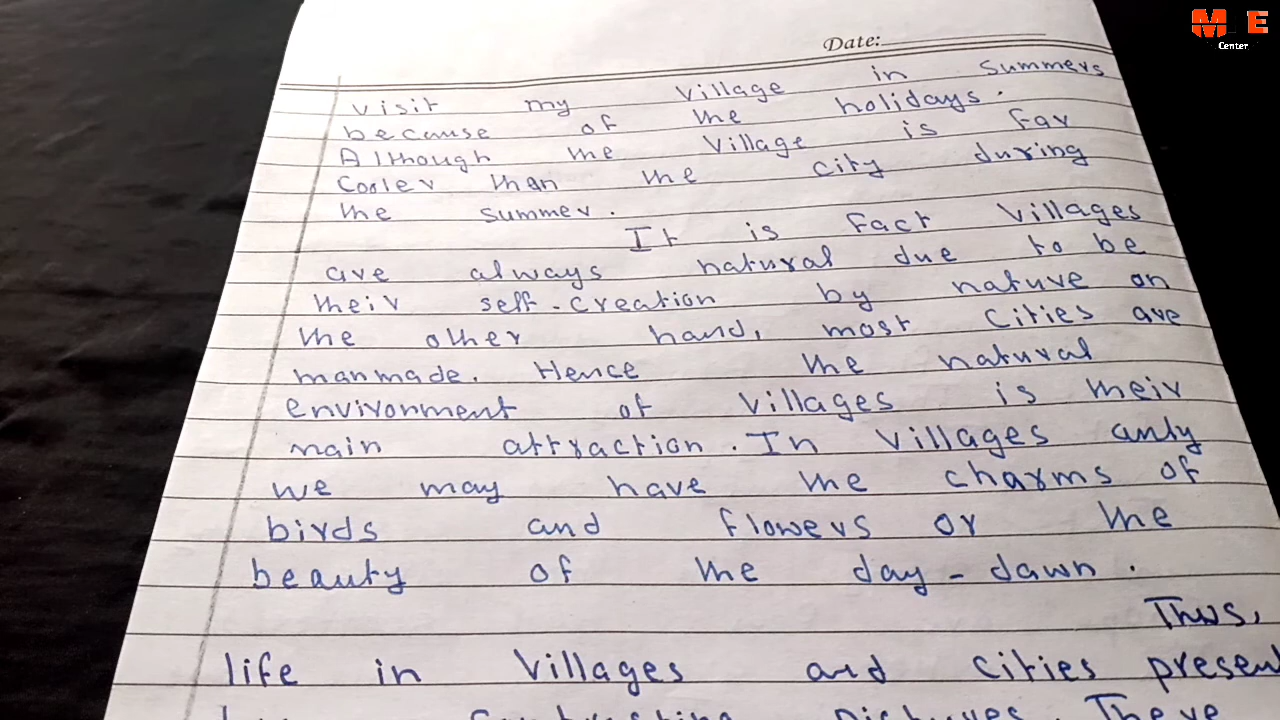 M E
Center
Date:
visit my village in summers
because of the holidays.
Although the village is far
cooler than the city during
the summer.
It is fact villages
are always natural due to be
their self-creation by nature on
the other hand, most cities are
manmade. Hence the natural
environment of villages is their
main attraction. In villages only
we may have the charms of
birds and flowers or the
beauty of the day-dawn.
Thus,
life in villages and cities present
contrasting pictures. There